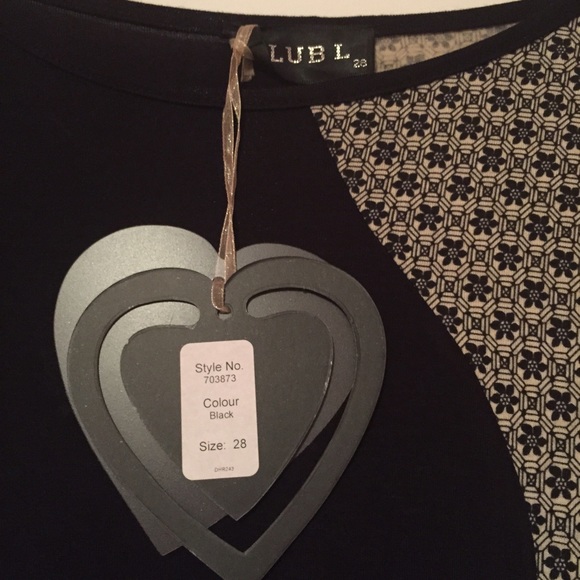 LUB L
28
Style No.
703873
Colour
Black
Size: 28